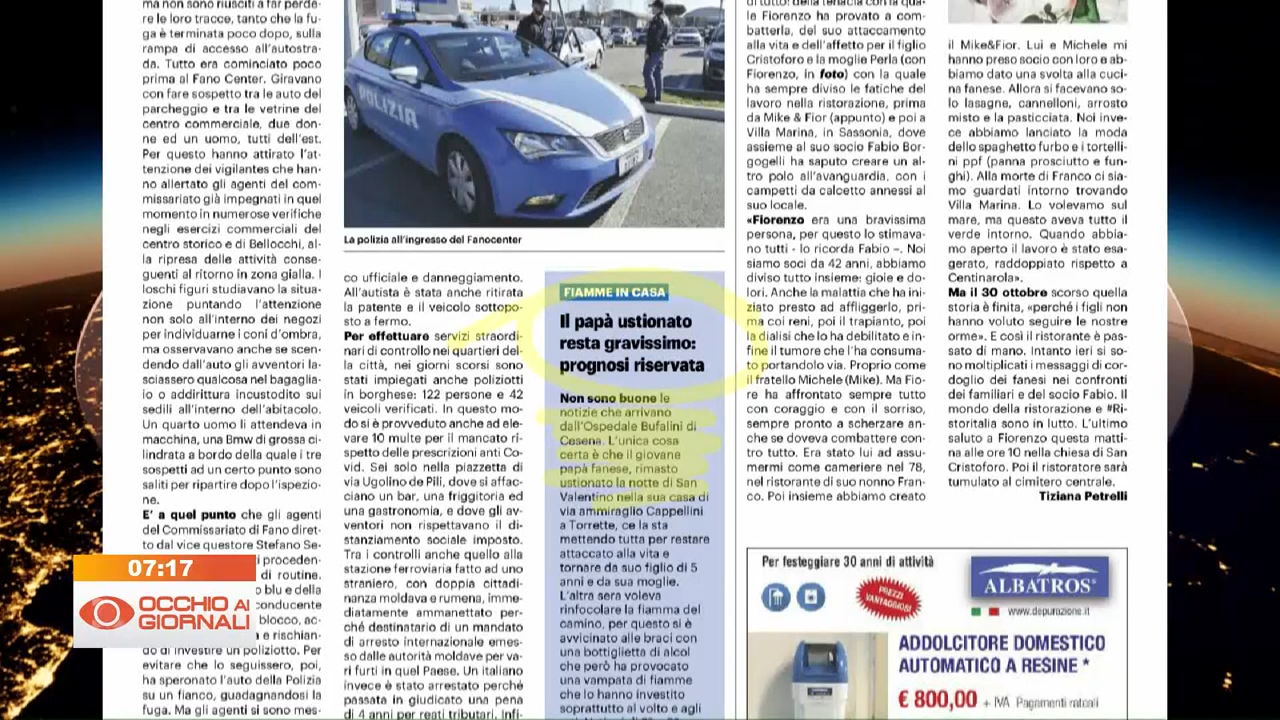 ma non sono riusciti a far perde-
re le loro tracce, tanto che la fu-
ga è terminata poco dopo, sulla
rampa di accesso all'autostra-
da. Tutto era cominciato poco
prima al Fano Center. Giravano
con fare sospetto tra le auto del
parcheggio e tra le vetrine del
centro commerciale, due don-
ne ed un uomo, tutti dell'est.
Per questo hanno attirato l'at-
tenzione dei vigilantes che han-
no allertato gli agenti del com-
missariato già impegnati in quel
momento in numerose verifiche
negli esercizi commerciali del
centro storico e di Bellocchi, al-
la ripresa delle attività conse-
guenti al ritorno in zona gialla. I
loschi figuri studiavano la situa-
zione puntando l'attenzione
non solo all'interno dei negozi
per individuarne i coni d'ombra,
ma osservavano anche se scen-
dendo dall'auto gli avventori la-
sciassero qualcosa nel bagaglia-
io o addirittura incustodito sui
sedili all'interno dell'abitacolo.
Un quarto uomo li attendeva in
macchina, una Bmw di grossa ci-
lindrata a bordo della quale i tre
sospetti ad un certo punto sono
saliti per ripartire dopo l'ispezio-
ne.
E' a quel punto che gli agenti
del Commissariato di Fano diret-
to dal vice questore Stefano Se-
i proceden-
di routine.
o blu e della
conducente
blocco, ac-
a e rischian-
do di investire un poliziotto. Per
evitare che lo seguissero, poi,
ha speronato l'auto della Polizia
su un fianco, guadagnandosi la
fuga. Ma gli agenti si sono mes-
07:17
OCCHIO AI
GIORNALI
POLIZIA
La polizia all'ingresso del Fanocenter
co ufficiale e danneggiamento.
All'autista è stata anche ritirata
la patente e il veicolo sottopo-
sto a fermo.
Per effettuare servizi straordi-
nari di controllo nei quartieri del-
la città, nei giorni scorsi sono
stati impiegati anche poliziotti
in borghese: 122 persone e 42
veicoli verificati. In questo mo-
do si è provveduto anche ad ele-
vare 10 multe per il mancato ri-
spetto delle prescrizioni anti Co-
vid. Sei solo nella piazzetta di
via Ugolino de Pili, dove si affac-
ciano un bar, una friggitoria ed
una gastronomia, e dove gli av-
ventori non rispettavano il di-
stanziamento sociale imposto.
Tra i controlli anche quello alla
stazione ferroviaria fatto ad uno
straniero, con doppia cittadi-
nanza moldava e rumena, imme-
diatamente ammanettato per-
ché destinatario di un mandato
di arresto internazionale emes-
so dalle autorità moldave per va-
ri furti in quel Paese. Un italiano
invece è stato arrestato perché
passata in giudicato una pena
di 4 anni per reati tributari. Infi-
FIAMME IN CASA
Il papà ustionato
resta gravissimo:
prognosi riservata
Non sono buone le
notizie che arrivano
dall'Ospedale Bufalini di
Cesena. L'unica cosa
certa è che il giovane
papà fanese, rimasto
ustionato la notte di San
Valentino nella sua casa di
via ammiraglio Cappellini
a Torrette, ce la sta
mettendo tutta per restare
attaccato alla vita e
tornare da suo figlio di 5
anni e da sua moglie.
L'altra sera voleva
rinfocolare la fiamma del
camino, per questo si è
avvicinato alle braci con
una bottiglietta di alcol
che però ha provocato
una vampata di fiamme
che lo hanno investito
soprattutto al volto e agli
di tutto: della tenacia con la qua-
le Fiorenzo ha provato a com-
batterla, del suo attaccamento
alla vita e dell'affetto per il figlio
Cristoforo e la moglie Perla (con
Fiorenzo, in foto) con la quale
ha sempre diviso le fatiche del
lavoro nella ristorazione, prima
da Mike & Fior (appunto) e poi a
Villa Marina, in Sassonia, dove
assieme al suo socio Fabio Bor-
gogelli ha saputo creare un al-
tro polo all'avanguardia, con i
campetti da calcetto annessi al
suo locale.
«Fiorenzo era una bravissima
persona, per questo lo stimava-
no tutti - lo ricorda Fabio –. Noi
siamo soci da 42 anni, abbiamo
diviso tutto insieme: gioie e do-
lori. Anche la malattia che ha ini-
ziato presto ad affliggerlo, pri-
ma coi reni, poi il trapianto, poi
la dialisi che lo ha debilitato e in-
fine il tumore che l'ha consuma-
to portandolo via. Proprio come
il fratello Michele (Mike). Ma Fio-
re ha affrontato sempre tutto
con coraggio e con il sorriso,
sempre pronto a scherzare an-
che se doveva combattere con-
tro tutto. Era stato lui ad assu-
mermi come cameriere nel 78,
nel ristorante di suo nonno Fran-
co. Poi insieme abbiamo creato
il Mike&Fior. Lui e Michele mi
hanno preso socio con loro e ab-
biamo dato una svolta alla cuci-
na fanese. Allora si facevano so-
lo lasagne, cannelloni, arrosto
misto e la pasticciata. Noi inve-
ce abbiamo lanciato la moda
dello spaghetto furbo e i tortelli-
ni ppf (panna prosciutto e fun-
ghi). Alla morte di Franco ci sia-
mo guardati intorno trovando
Villa Marina. Lo volevamo sul
mare, ma questo aveva tutto il
verde intorno. Quando abbia-
mo aperto il lavoro è stato esa-
gerato, raddoppiato rispetto a
Centinarola».
Ma il 30 ottobre scorso quella
storia è finita, «perché i figli non
hanno voluto seguire le nostre
orme». E così il ristorante è pas-
sato di mano. Intanto ieri si so-
no moltiplicati i messaggi di cor-
doglio dei fanesi nei confronti
dei familiari e del socio Fabio. Il
mondo della ristorazione e #Ri-
storitalia sono in lutto. L'ultimo
saluto a Fiorenzo questa matti-
na alle ore 10 nella chiesa di San
Cristoforo. Poi il ristoratore sarà
tumulato al cimitero centrale.
Tiziana Petrelli
Per festeggiare 30 anni di attività
PREZZI
VANTAGGIOSI
ALBATROS®
www.depurazione.it
ADDOLCITORE DOMESTICO
AUTOMATICO A RESINE *
€ 800,00 + IVA Pagamenti rateali